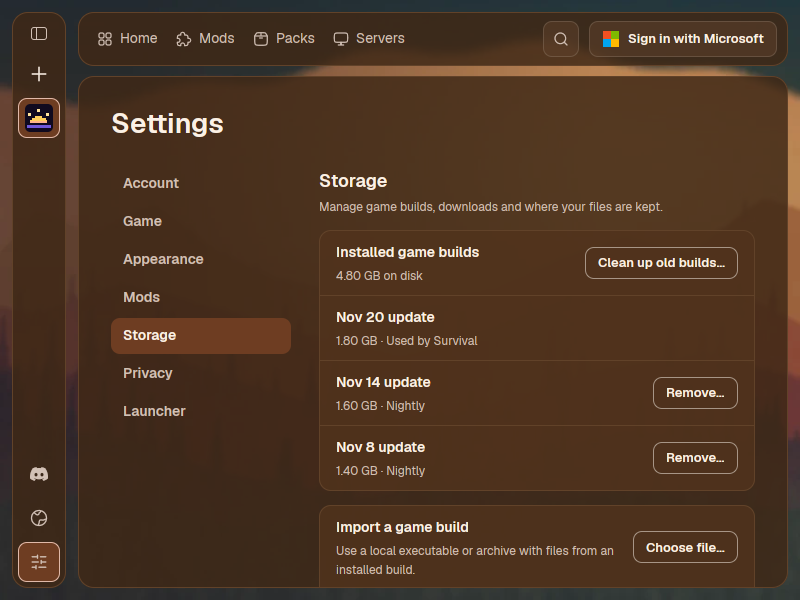 Home
Mods
Packs
Servers
Sign in with Microsoft
Settings
Account
Game
Appearance
Mods
Storage
Privacy
Launcher
Storage
Manage game builds, downloads and where your files are kept.
Installed game builds
4.80 GB on disk
Clean up old builds...
Nov 20 update
1.80 GB · Used by Survival
Nov 14 update
1.60 GB · Nightly
Remove...
Nov 8 update
1.40 GB · Nightly
Remove...
Import a game build
Use a local executable or archive with files from an
installed build.
Choose file...